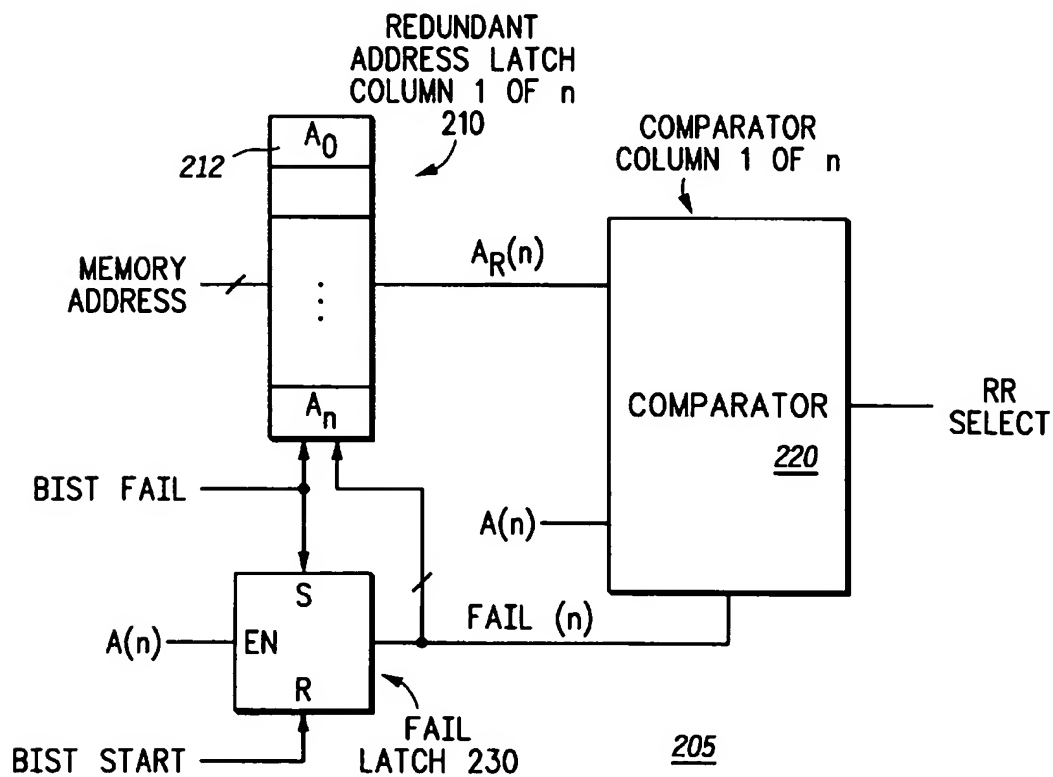 REDUNDANT
ADDRESS LATCH
COLUMN 1 OF n
210
A0
212
COMPARATOR
COLUMN 1 OF n
MEMORY
ADDRESS
⋮
AR(n)
An
COMPARATOR
220
RR
SELECT
BIST FAIL
A(n)
S
A(n)
EN
FAIL (n)
R
BIST START
FAIL
LATCH 230
205